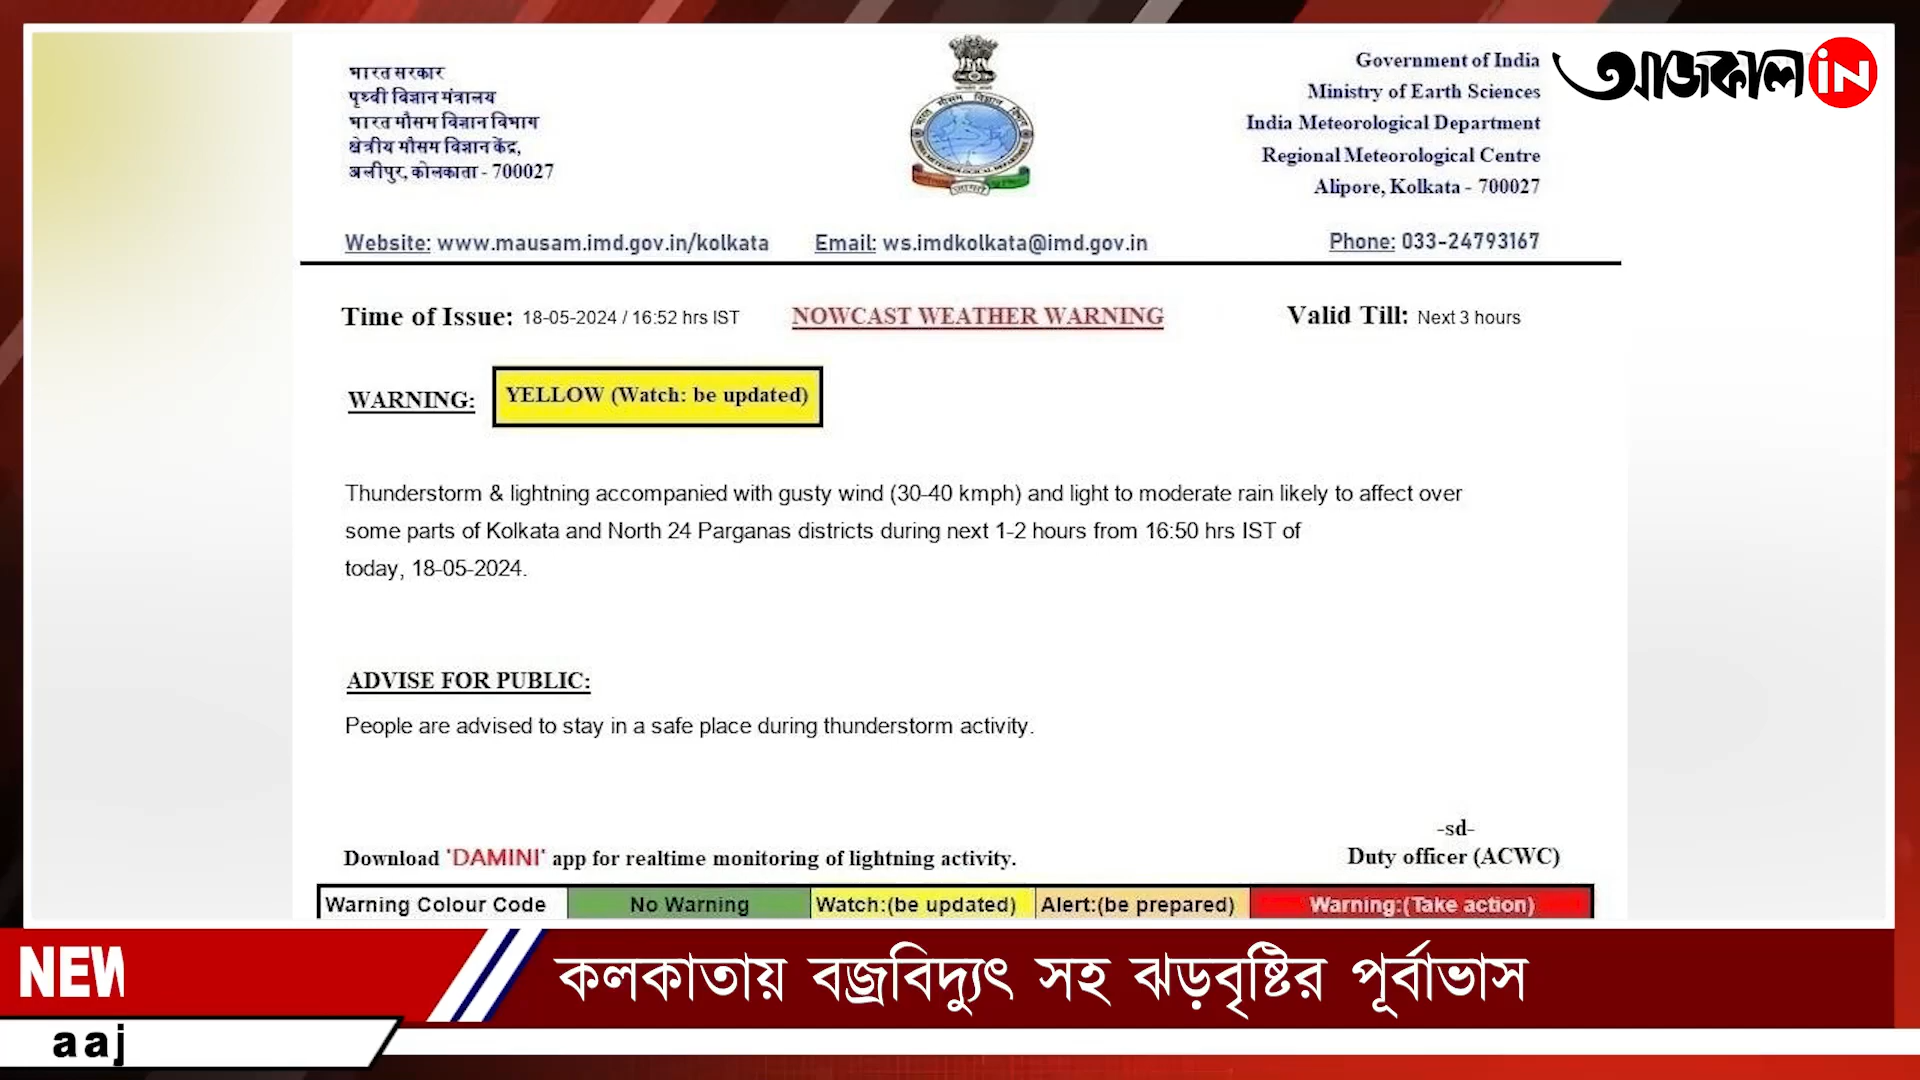 भारत सरकार
पृथ्वी विज्ञान मंत्रालय
भारत मौसम विज्ञान विभाग
क्षेत्रीय मौसम विज्ञान केंद्र,
अलीपुर, कोलकाता - 700027
Government of India
Ministry of Earth Sciences
India Meteorological Department
Regional Meteorological Centre
Alipore, Kolkata - 700027
আজকাল iN
Website: www.mausam.imd.gov.in/kolkata Email: ws.imdkolkata@imd.gov.in Phone: 033-24793167
Time of Issue: 18-05-2024 / 16:52 hrs IST NOWCAST WEATHER WARNING Valid Till: Next 3 hours
WARNING: YELLOW (Watch: be updated)
Thunderstorm & lightning accompanied with gusty wind (30-40 kmph) and light to moderate rain likely to affect over
some parts of Kolkata and North 24 Parganas districts during next 1-2 hours from 16:50 hrs IST of
today, 18-05-2024.
ADVISE FOR PUBLIC:
People are advised to stay in a safe place during thunderstorm activity.
-sd-
Download 'DAMINI' app for realtime monitoring of lightning activity. Duty officer (ACWC)
Warning Colour Code No Warning Watch:(be updated) Alert:(be prepared) Warning:(Take action)
NEW
কলকাতায় বজ্রবিদ্যুৎ সহ ঝড়বৃষ্টির পূর্বাভাস
aaj